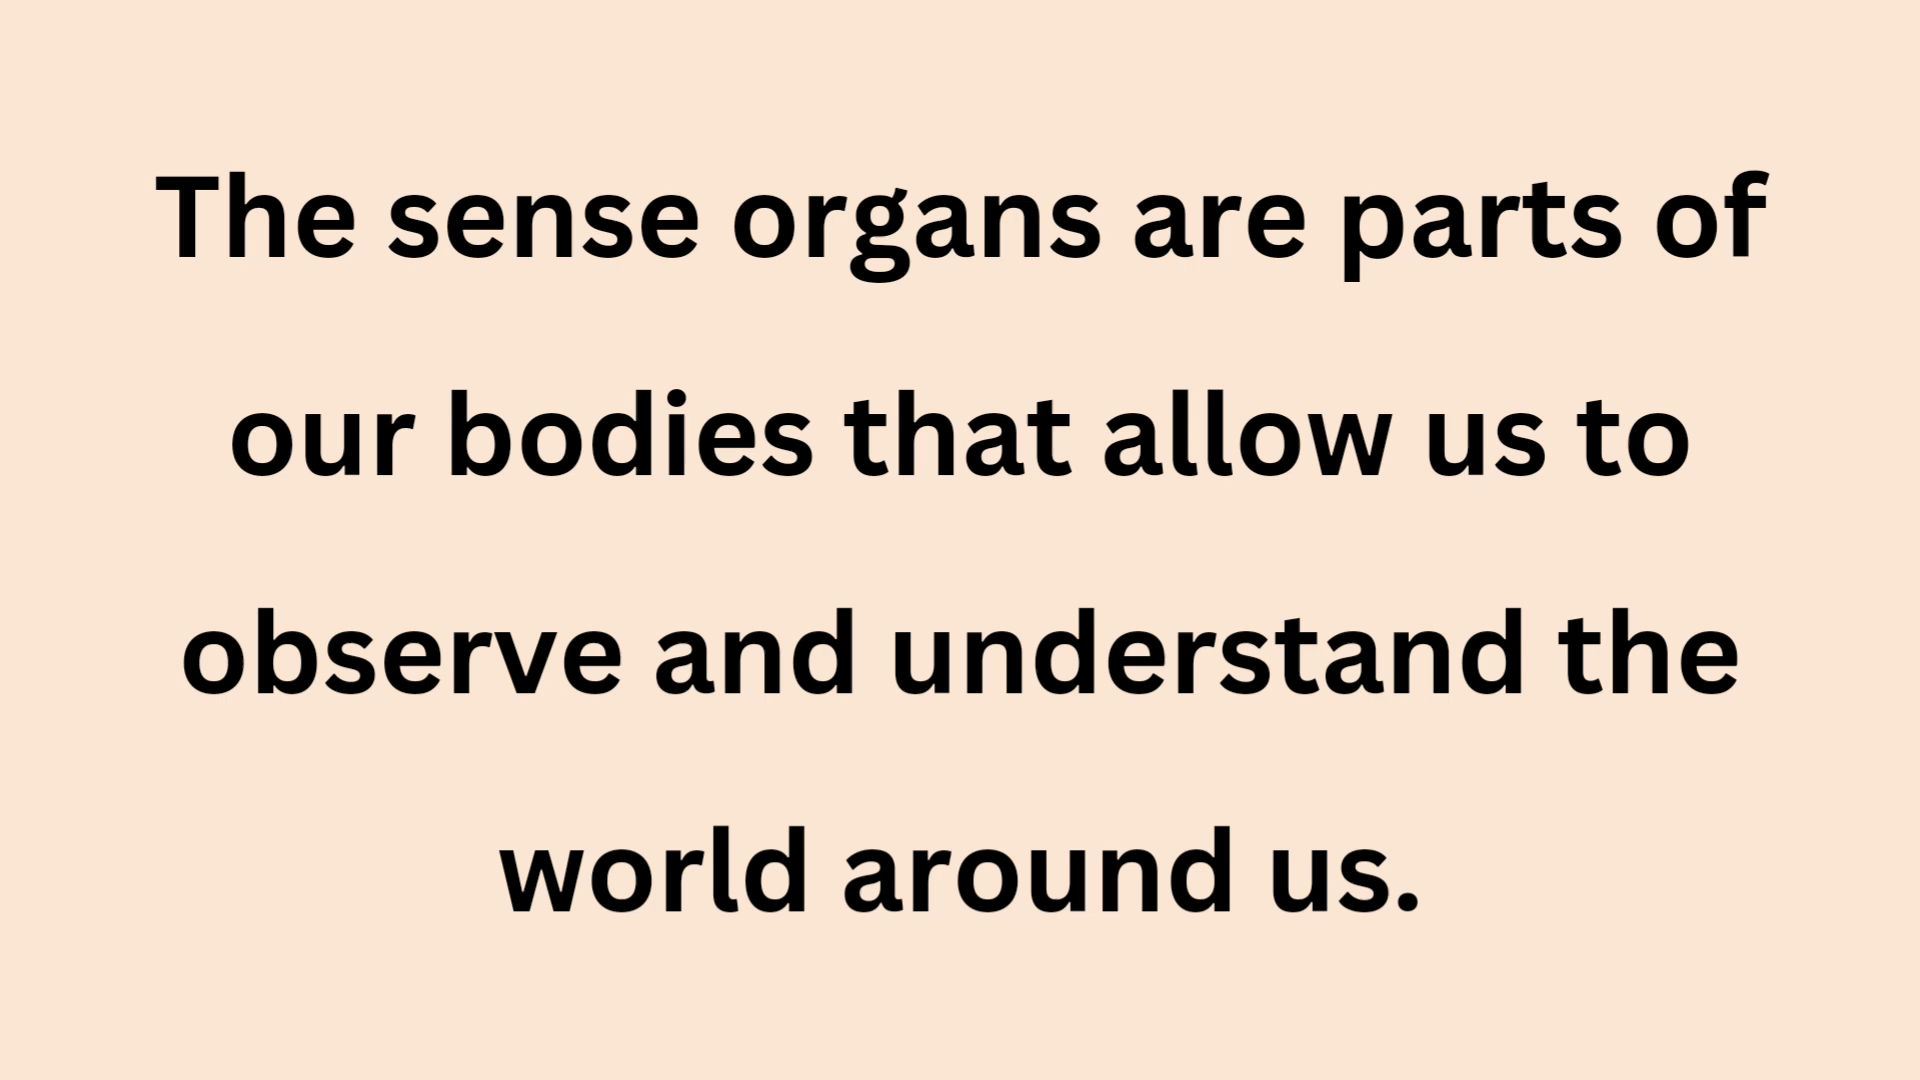 The sense organs are parts of
our bodies that allow us to
observe and understand the
world around us.